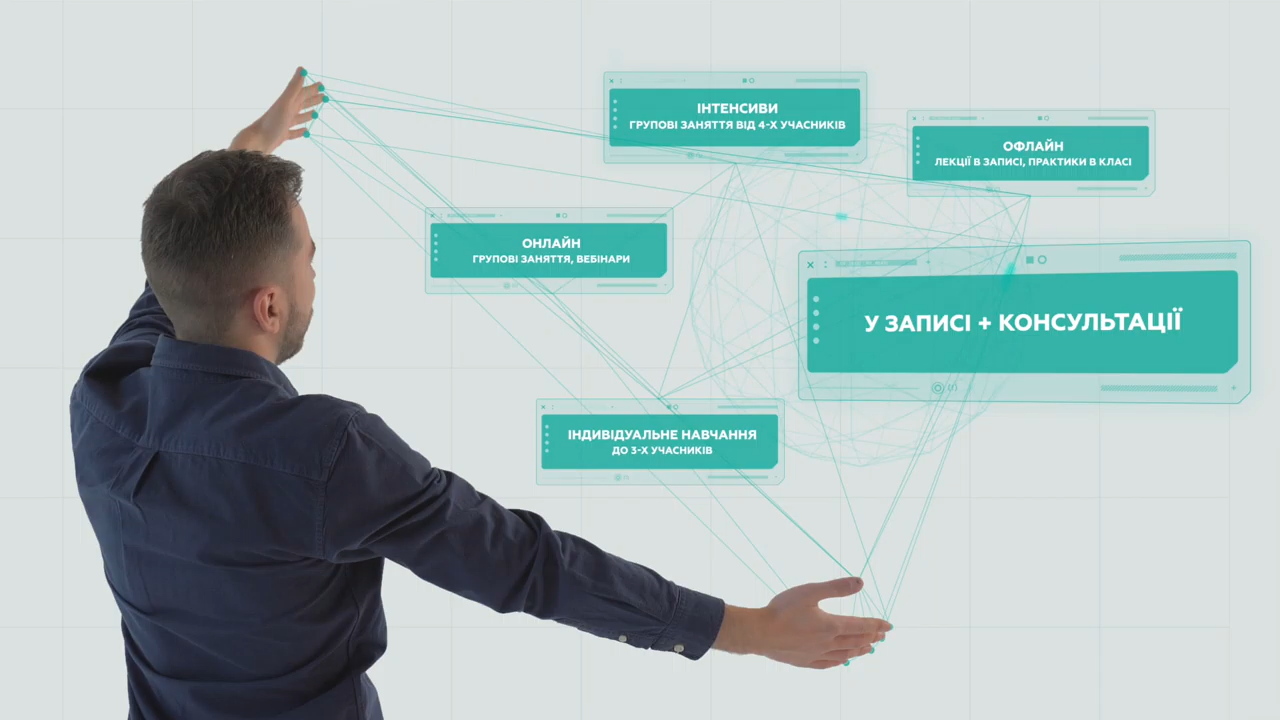 ІНТЕНСИВИ
ГРУПОВІ ЗАНЯТТЯ ВІД 4-Х УЧАСНИКІВ
ОФЛАЙН
ЛЕКЦІЇ В ЗАПИСІ, ПРАКТИКИ В КЛАСІ
ОНЛАЙН
ГРУПОВІ ЗАНЯТТЯ, ВЕБІНАРИ
У ЗАПИСІ + КОНСУЛЬТАЦІЇ
ІНДИВІДУАЛЬНЕ НАВЧАННЯ
ДО 3-Х УЧАСНИКІВ